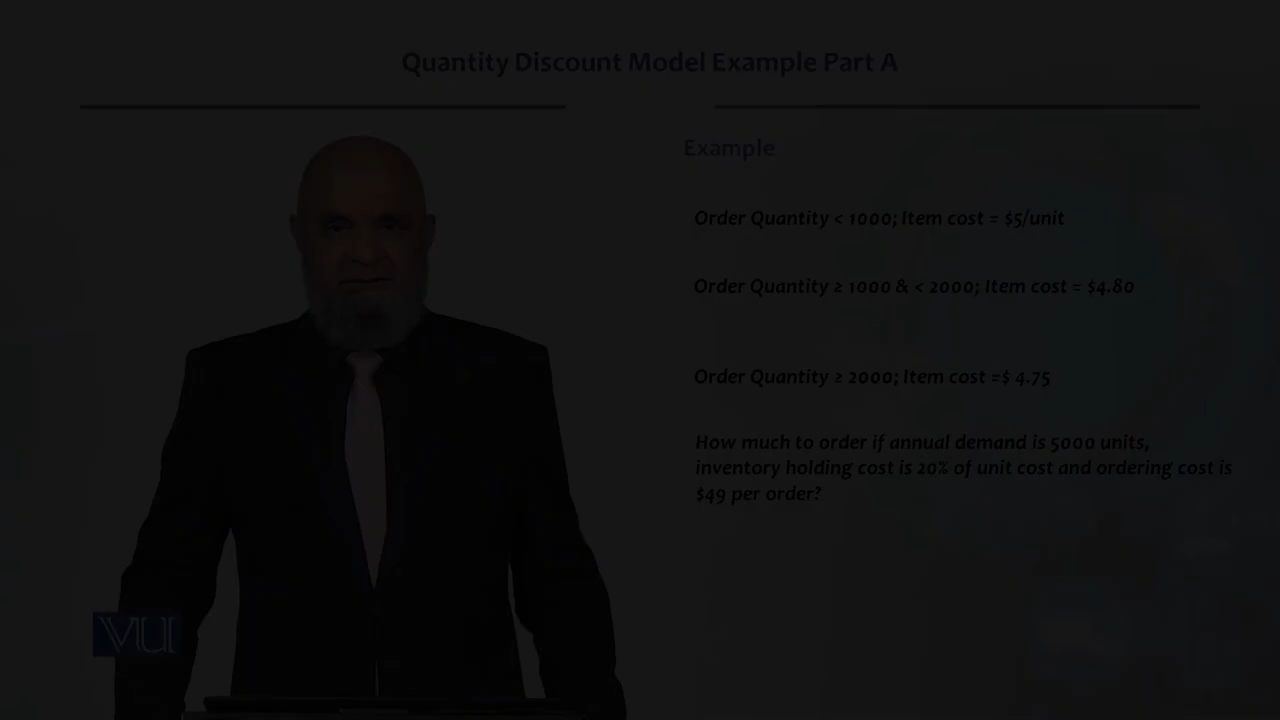 Quantity Discount Model Example Part A
Example
Order Quantity < 1000; Item cost = $5/unit
Order Quantity ≥ 1000 & < 2000; Item cost = $4.80
Order Quantity ≥ 2000; Item cost =$ 4.75
How much to order if annual demand is 5000 units,
inventory holding cost is 20% of unit cost and ordering cost is
$49 per order?
VU